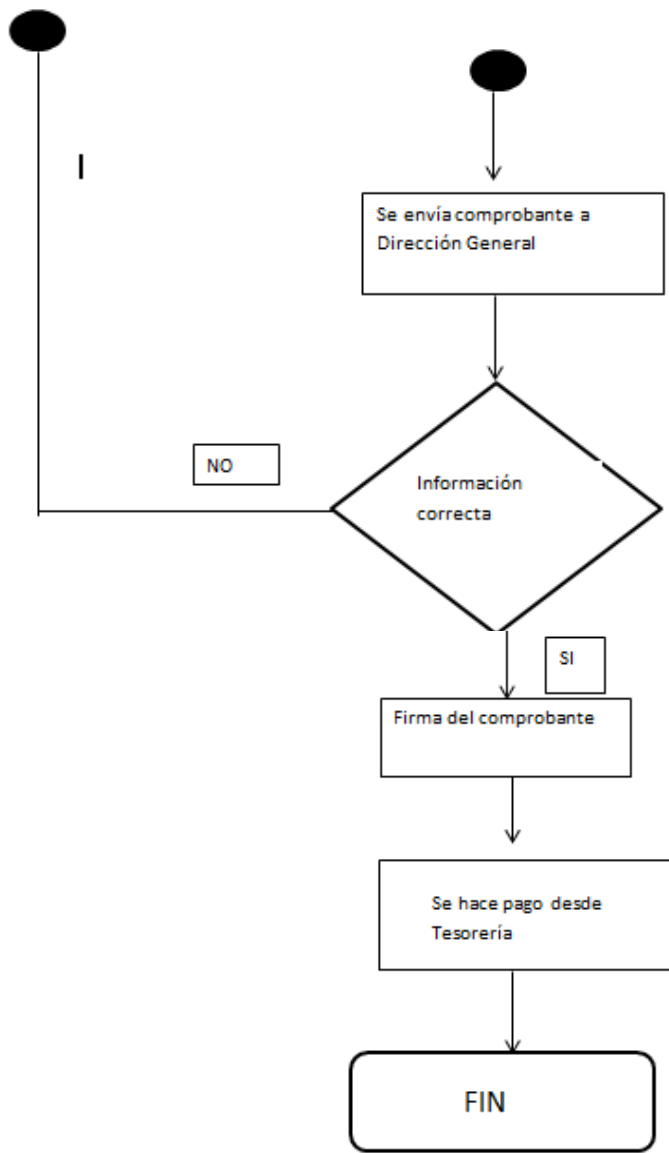 I
Se envía comprobante a
Dirección General
NO
Información
correcta
SI
Firma del comprobante
Se hace pago desde
Tesorería
FIN